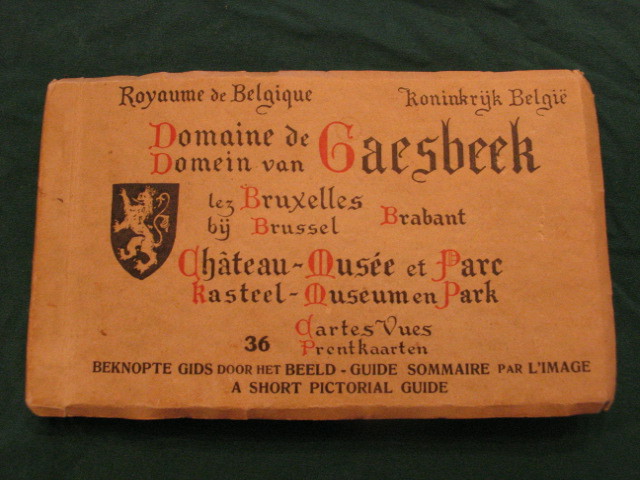 Royaume de Belgique Koninkrijk België
Domaine de Gaesbeek
Domein van
lez Bruxelles Brabant
bÿ Brussel
Château-Musée et Parc
Kasteel-Museum en Park
36 Cartes Vues
Prentkaarten
BEKNOPTE GIDS DOOR HET BEELD - GUIDE SOMMAIRE PAR L'IMAGE
A SHORT PICTORIAL GUIDE